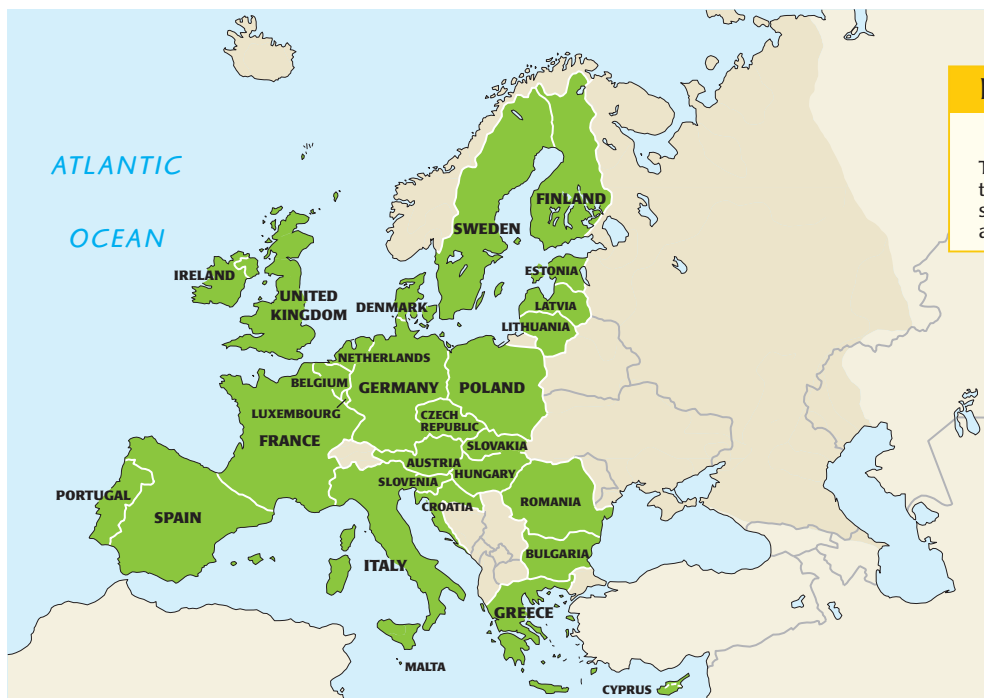 ATLANTIC
OCEAN
FINLAND
SWEDEN
ESTONIA
IRELAND
UNITED
KINGDOM
DENMARK
LATVIA
LITHUANIA
NETHERLANDS
BELGIUM
GERMANY
POLAND
LUXEMBOURG
CZECH
REPUBLIC
FRANCE
SLOVAKIA
AUSTRIA
HUNGARY
SLOVENIA
PORTUGAL
SPAIN
CROATIA
ROMANIA
BULGARIA
ITALY
GREECE
MALTA
CYPRUS